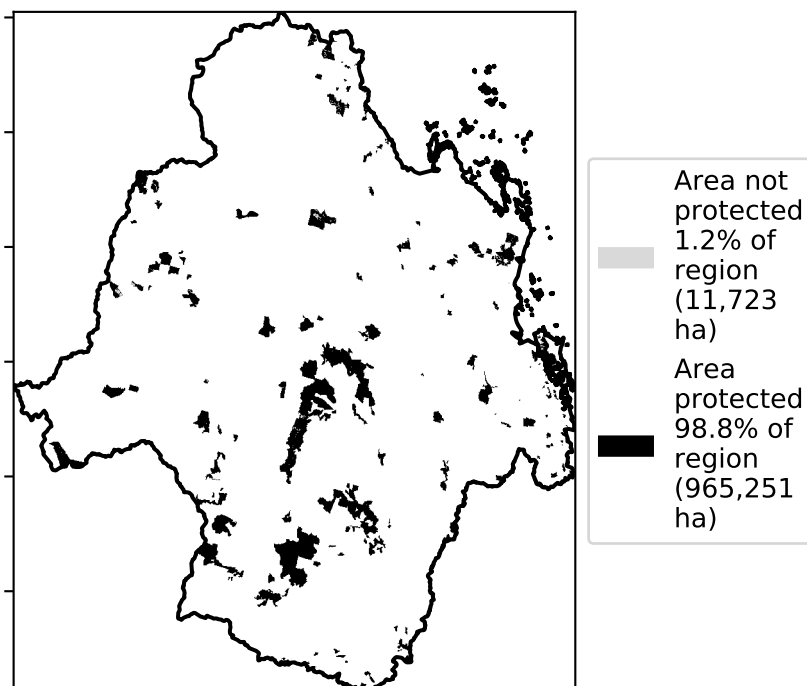 Area not
protected
1.2% of
region
(11,723
ha)
Area
protected
98.8% of
region
(965,251
ha)